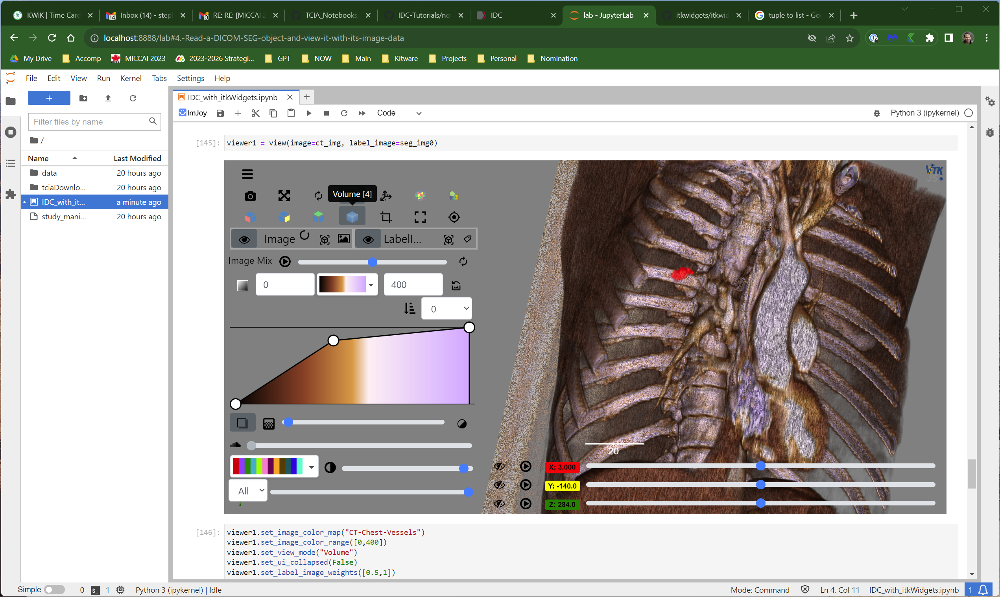 KWiK | Time Card
Inbox (14) - step
RE: RE: [MICCAI 2
TCIA_Notebooks,
IDC-Tutorials/no
IDC
lab - JupyterLab
itkwidgets/itkwid
tuple to list - Goo
localhost:8888/lab#4.-Read-a-DICOM-SEG-object-and-view-it-with-its-image-data
My Drive
Accomp
MICCAI 2023
2023-2026 Strategi...
GPT
NOW
Main
Kitware
Projects
Personal
Nomination
File Edit View Run Kernel Tabs Settings Help
IDC_with_itkWidgets.ipynb
ImJoy
Code
Python 3 (ipykernel)
Filter files by name
/
Name Last Modified
data 20 hours ago
tciaDownlo... 20 hours ago
IDC_with_it... a minute ago
study_mani... 20 hours ago
[145]: viewer1 = view(image=ct_img, label_image=seg_img0)
Volume [4]
Image
Labell...
Image Mix
0
400
0
All
20
X: 3.000
Y: -140.0
Z: 284.0
VTK
JS
[146]: viewer1.set_image_color_map("CT-Chest-Vessels")
viewer1.set_image_color_range([0,400])
viewer1.set_view_mode("Volume")
viewer1.set_ui_collapsed(False)
viewer1.set_label_image_weights([0.5,1])
Simple 0 $_ 1 Python 3 (ipykernel) | Idle
Mode: Command Ln 4, Col 11 IDC_with_itkWidgets.ipynb 1